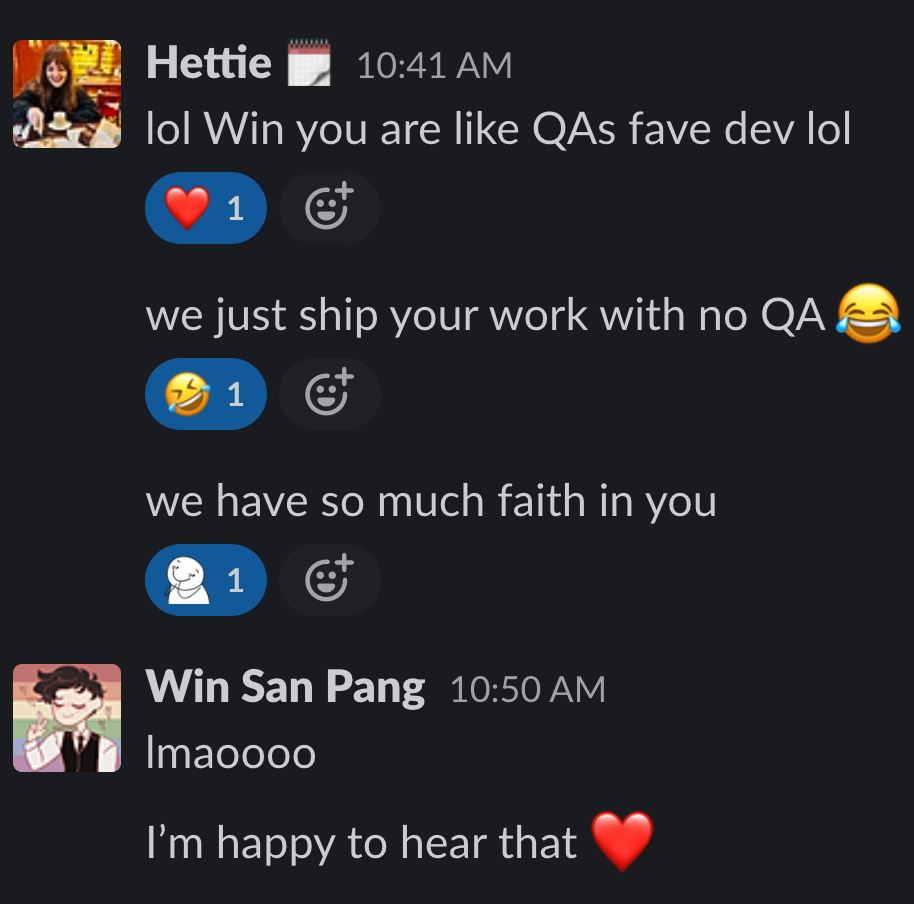 Hettie 10:41 AM
lol Win you are like QAs fave dev lol
❤️ 1
we just ship your work with no QA 😂
🤣 1
we have so much faith in you
1
Win San Pang 10:50 AM
lmaoooo
I’m happy to hear that ❤️